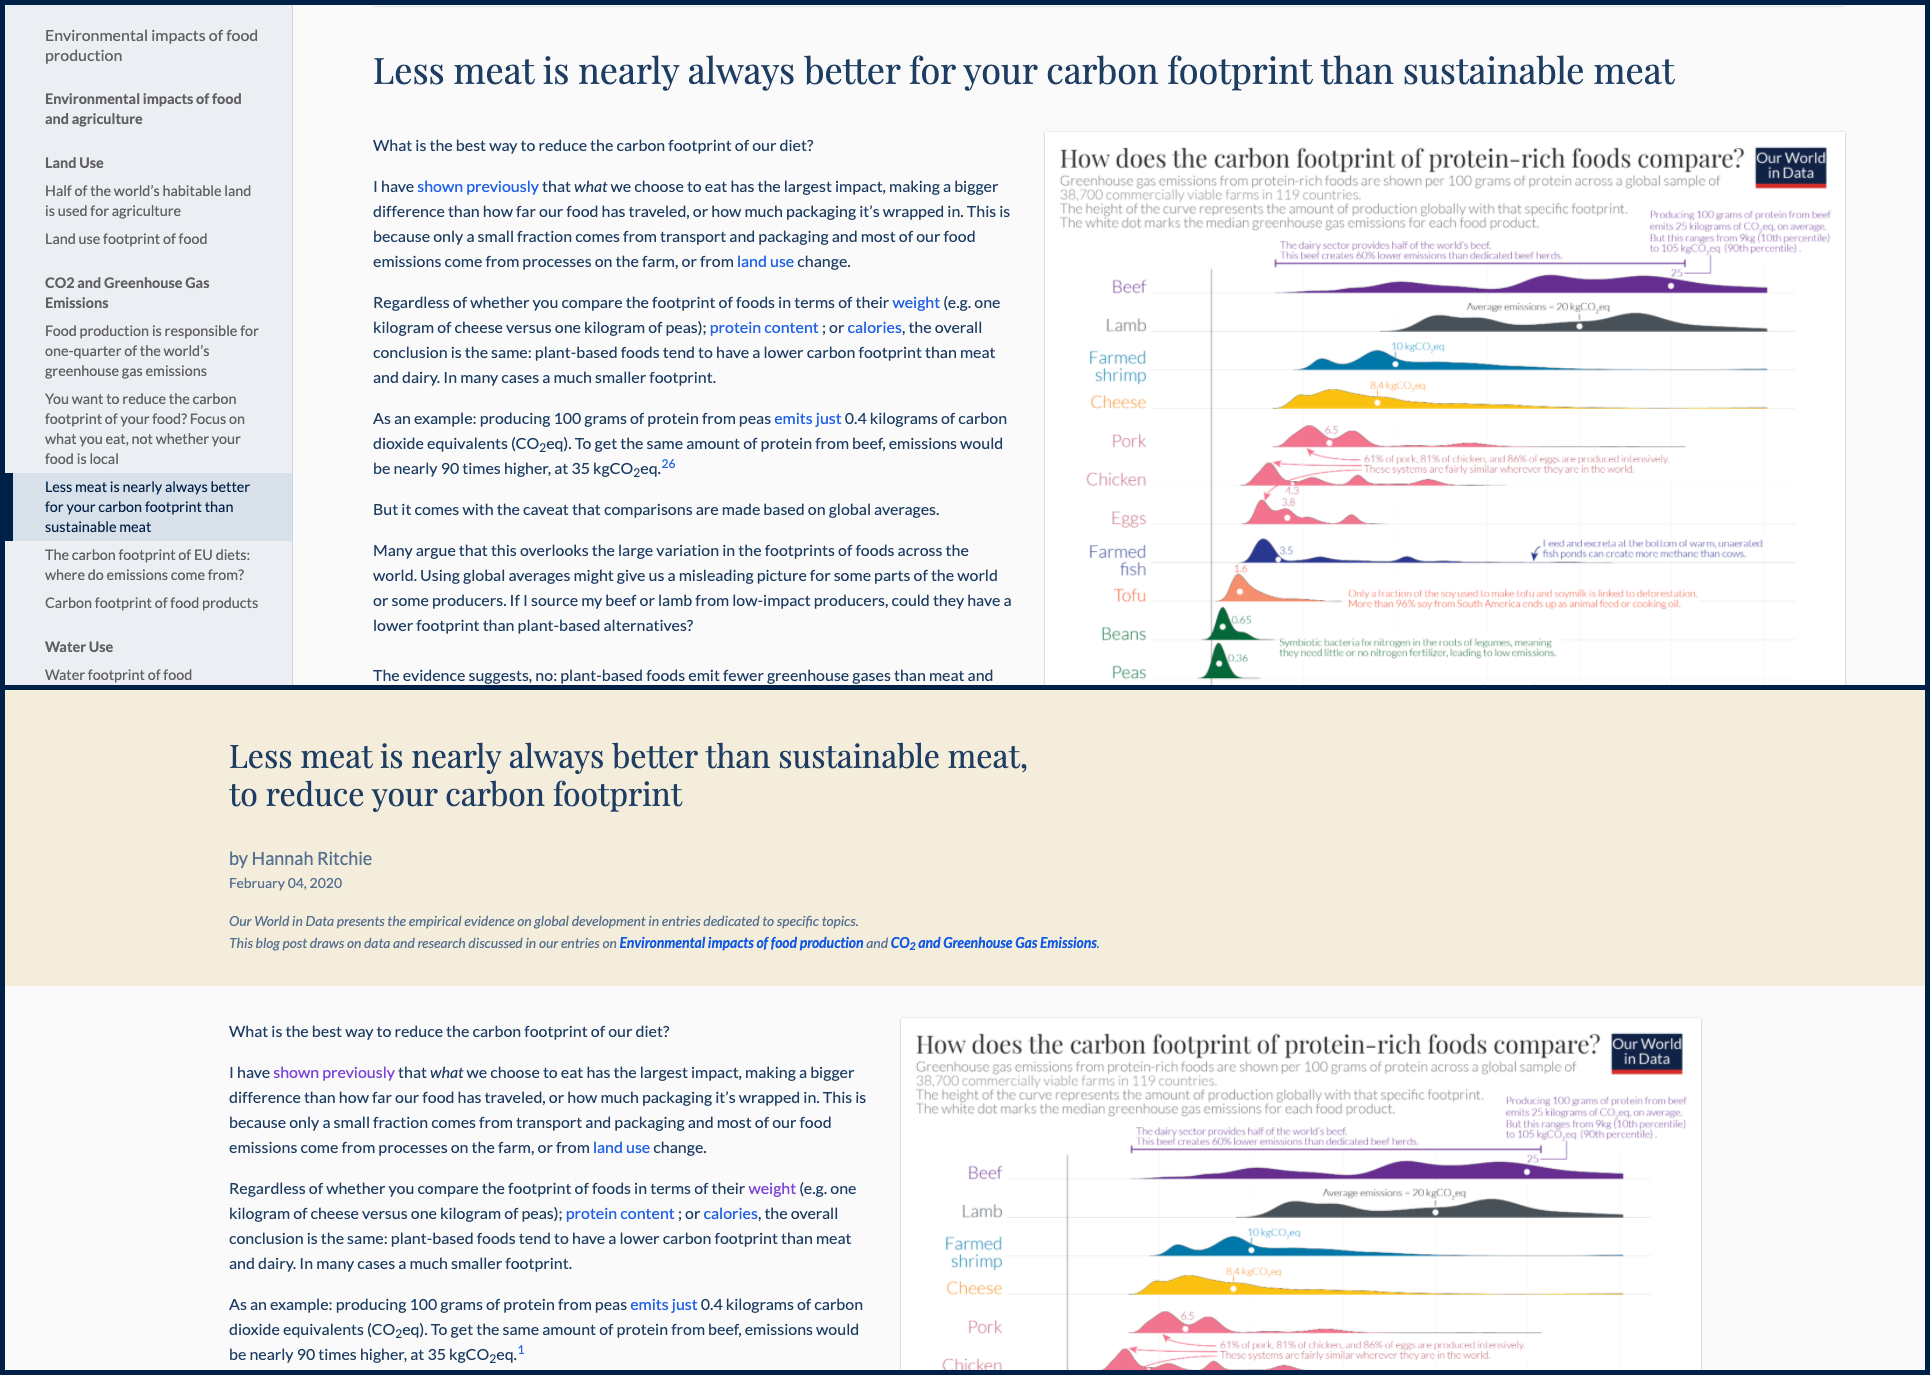 Environmental impacts of food
production
Environmental impacts of food
and agriculture
Land Use
Half of the world's habitable land
is used for agriculture
Land use footprint of food
CO2 and Greenhouse Gas
Emissions
Food production is responsible for
one-quarter of the world's
greenhouse gas emissions
You want to reduce the carbon
footprint of your food? Focus on
what you eat, not whether your
food is local
Less meat is nearly always better
for your carbon footprint than
sustainable meat
The carbon footprint of EU diets:
where do emissions come from?
Carbon footprint of food products
Water Use
Water footprint of food
Less meat is nearly always better for your carbon footprint than sustainable meat
What is the best way to reduce the carbon footprint of our diet?
I have shown previously that what we choose to eat has the largest impact, making a bigger
difference than how far our food has traveled, or how much packaging it's wrapped in. This is
because only a small fraction comes from transport and packaging and most of our food
emissions come from processes on the farm, or from land use change.
Regardless of whether you compare the footprint of foods in terms of their weight (e.g. one
kilogram of cheese versus one kilogram of peas); protein content ; or calories, the overall
conclusion is the same: plant-based foods tend to have a lower carbon footprint than meat
and dairy. In many cases a much smaller footprint.
As an example: producing 100 grams of protein from peas emits just 0.4 kilograms of carbon
dioxide equivalents (CO₂eq). To get the same amount of protein from beef, emissions would
be nearly 90 times higher, at 35 kgCO₂eq.²⁶
But it comes with the caveat that comparisons are made based on global averages.
Many argue that this overlooks the large variation in the footprints of foods across the
world. Using global averages might give us a misleading picture for some parts of the world
or some producers. If I source my beef or lamb from low-impact producers, could they have a
lower footprint than plant-based alternatives?
The evidence suggests, no: plant-based foods emit fewer greenhouse gases than meat and
How does the carbon footprint of protein-rich foods compare?
Our World
in Data
Greenhouse gas emissions from protein-rich foods are shown per 100 grams of protein across a global sample of
38,700 commercially viable farms in 119 countries.
The height of the curve represents the amount of production globally with that specific footprint.
The white dot marks the median greenhouse gas emissions for each food product.
Producing 100 grams of protein from beef
emits 25 kilograms of CO₂eq, on average.
But this ranges from 9kg (10th percentile)
to 105 kgCO₂eq (90th percentile).
The dairy sector provides half of the world's beef.
This beef creates 60% lower emissions than dedicated beef herds.
25
Beef
Average emissions = 20 kgCO₂eq
Lamb
10 kgCO₂eq
Farmed
shrimp
8.4 kgCO₂eq
Cheese
6.5
Pork
61% of pork, 81% of chicken, and 86% of eggs are produced intensively.
These systems are fairly similar wherever they are in the world.
Chicken
4.3
3.8
Eggs
Farmed
fish
3.5
Feed and excreta at the bottom of warm, unaerated
fish ponds can create more methane than cows.
1.6
Tofu
Only a fraction of the soy used to make tofu and soymilk is linked to deforestation.
More than 96% soy from South America ends up as animal feed or cooking oil.
0.65
Beans
Symbiotic bacteria fix nitrogen in the roots of legumes, meaning
they need little or no nitrogen fertilizer, leading to low emissions.
0.36
Peas
Less meat is nearly always better than sustainable meat,
to reduce your carbon footprint
by Hannah Ritchie
February 04, 2020
Our World in Data presents the empirical evidence on global development in entries dedicated to specific topics.
This blog post draws on data and research discussed in our entries on Environmental impacts of food production and CO₂ and Greenhouse Gas Emissions.
What is the best way to reduce the carbon footprint of our diet?
I have shown previously that what we choose to eat has the largest impact, making a bigger
difference than how far our food has traveled, or how much packaging it's wrapped in. This is
because only a small fraction comes from transport and packaging and most of our food
emissions come from processes on the farm, or from land use change.
Regardless of whether you compare the footprint of foods in terms of their weight (e.g. one
kilogram of cheese versus one kilogram of peas); protein content ; or calories, the overall
conclusion is the same: plant-based foods tend to have a lower carbon footprint than meat
and dairy. In many cases a much smaller footprint.
As an example: producing 100 grams of protein from peas emits just 0.4 kilograms of carbon
dioxide equivalents (CO₂eq). To get the same amount of protein from beef, emissions would
be nearly 90 times higher, at 35 kgCO₂eq.¹
How does the carbon footprint of protein-rich foods compare?
Our World
in Data
Greenhouse gas emissions from protein-rich foods are shown per 100 grams of protein across a global sample of
38,700 commercially viable farms in 119 countries.
The height of the curve represents the amount of production globally with that specific footprint.
The white dot marks the median greenhouse gas emissions for each food product.
Producing 100 grams of protein from beef
emits 25 kilograms of CO₂eq, on average.
But this ranges from 9kg (10th percentile)
to 105 kgCO₂eq (90th percentile).
The dairy sector provides half of the world's beef.
This beef creates 60% lower emissions than dedicated beef herds.
25
Beef
Average emissions = 20 kgCO₂eq
Lamb
10 kgCO₂eq
Farmed
shrimp
8.4 kgCO₂eq
Cheese
6.5
Pork
61% of pork, 81% of chicken, and 86% of eggs are produced intensively.
These systems are fairly similar wherever they are in the world.
Chicken